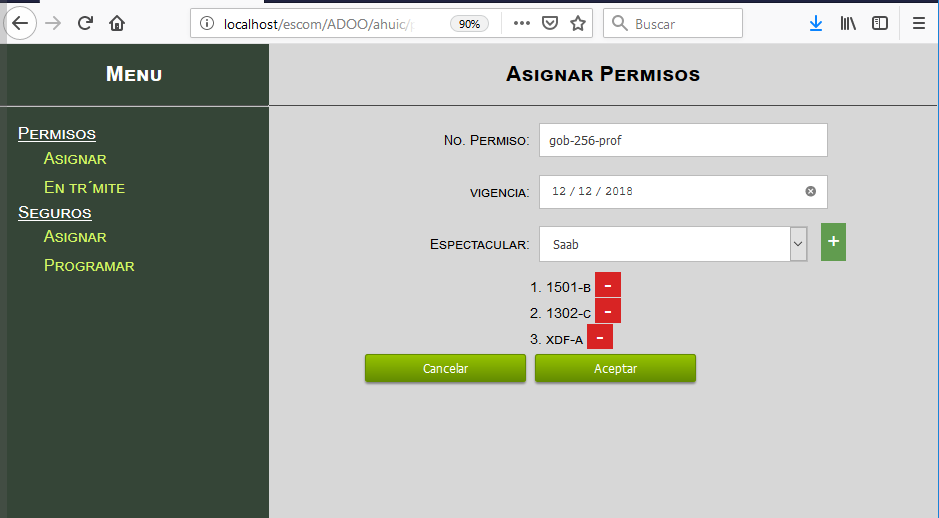 localhost/escom/ADOO/ahuic/
90%
Buscar
Menu
Asignar Permisos
Permisos
Asignar
En tr´mite
Seguros
Asignar
Programar
No. Permiso:
gob-256-prof
vigencia:
12 / 12 / 2018
Espectacular:
Saab
+
1. 1501-b -
2. 1302-c -
3. xdf-a -
Cancelar
Aceptar